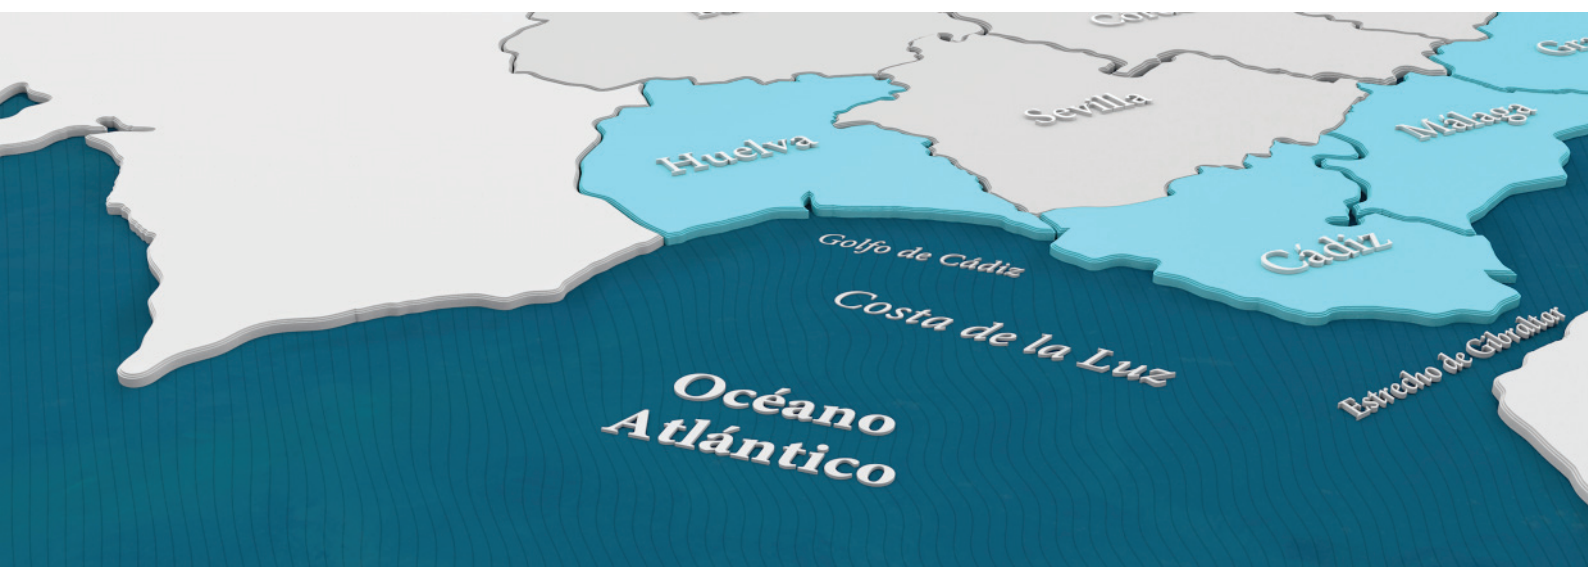 Sevilla
Málaga
Huelva
Cádiz
Golfo de Cádiz
Costa de la Luz
Estrecho de Gibraltar
Océano
Atlántico